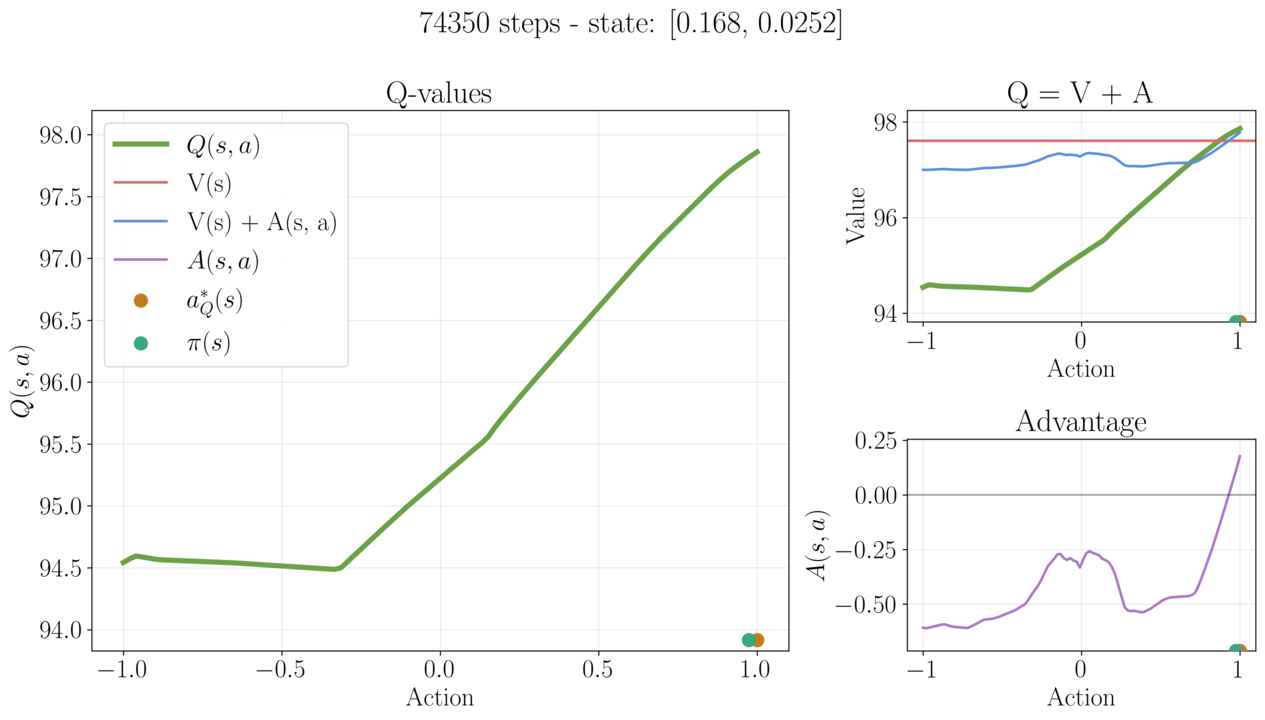 74350 steps - state: [0.168, 0.0252]
Q-values
98.0
97.5
97.0
96.5
96.0
95.5
95.0
94.5
94.0
Q(s, a)
Q(s, a)
V(s)
V(s) + A(s, a)
A(s, a)
a*_Q(s)
π(s)
−1.0
−0.5
0.0
0.5
1.0
Action
Q = V + A
98
96
94
Value
−1
0
1
Action
Advantage
0.25
0.00
−0.25
−0.50
A(s, a)
−1
0
1
Action